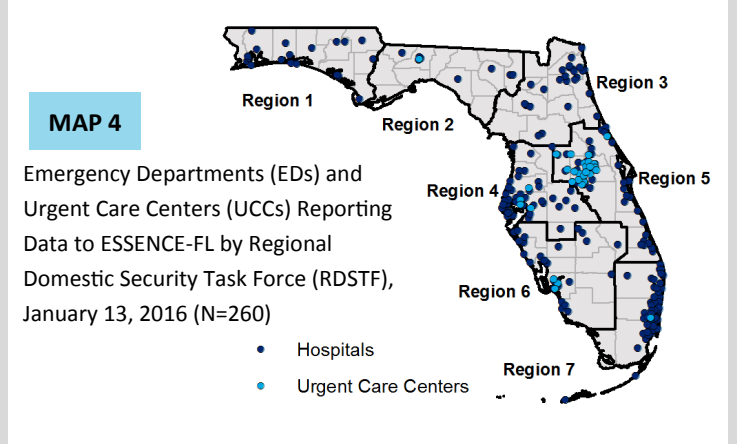 MAP 4
Emergency Departments (EDs) and
Urgent Care Centers (UCCs) Reporting
Data to ESSENCE-FL by Regional
Domestic Security Task Force (RDSTF),
January 13, 2016 (N=260)
Region 1
Region 2
Region 3
Region 4
Region 5
Region 6
Region 7
Hospitals
Urgent Care Centers